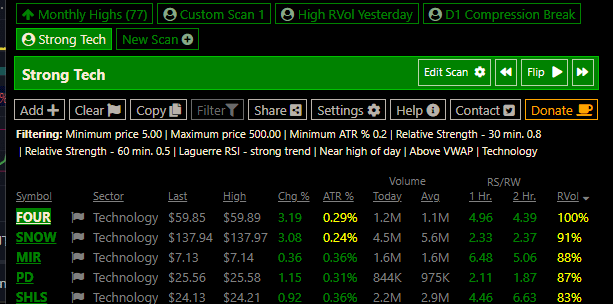 Monthly Highs (77) Custom Scan 1 High RVol Yesterday D1 Compression Break
Strong Tech New Scan
Strong Tech Edit Scan Flip
Add Clear Copy Filter Share Settings Help Contact Donate
Filtering: Minimum price 5.00 | Maximum price 500.00 | Minimum ATR % 0.2 | Relative Strength - 30 min. 0.8
| Relative Strength - 60 min. 0.5 | Laguerre RSI - strong trend | Near high of day | Above VWAP | Technology
Volume RS/RW
Symbol Sector Last High Chg % ATR % Today Avg 1 Hr. 2 Hr. RVol
FOUR Technology $59.85 $59.89 3.19 0.29% 1.2M 1.1M 4.96 4.39 100%
SNOW Technology $137.94 $137.97 3.08 0.24% 4.5M 5.6M 2.33 2.37 91%
MIR Technology $7.13 $7.14 0.36 0.36% 1.6M 1.6M 6.48 5.06 88%
PD Technology $25.56 $25.58 1.15 0.31% 844K 975K 2.11 1.87 87%
SHLS Technology $24.13 $24.21 0.92 0.36% 2.2M 2.9M 4.46 6.63 83%